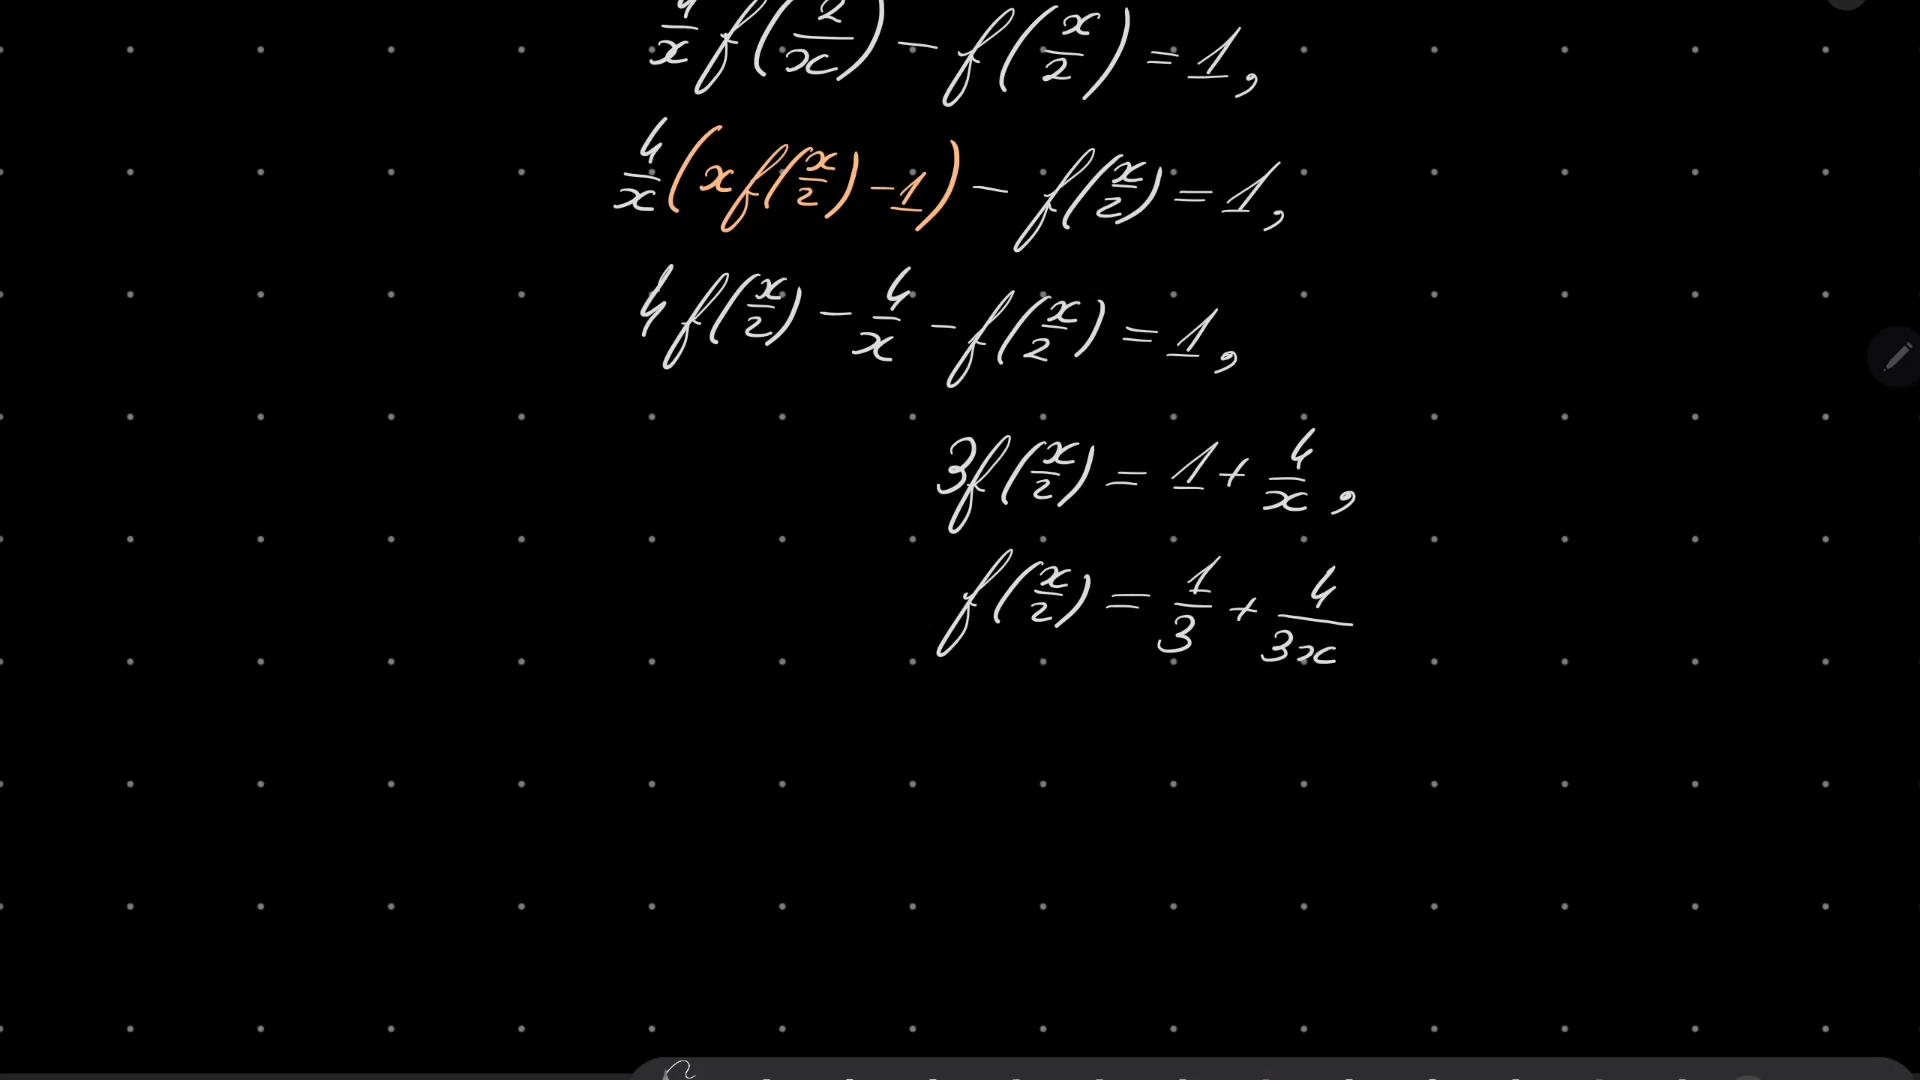 4/x f(2/x) - f(x/2) = 1,
4/x (x f(x/2) - 1) - f(x/2) = 1,
4 f(x/2) - 4/x - f(x/2) = 1,
3 f(x/2) = 1 + 4/x,
f(x/2) = 1/3 + 4/3x